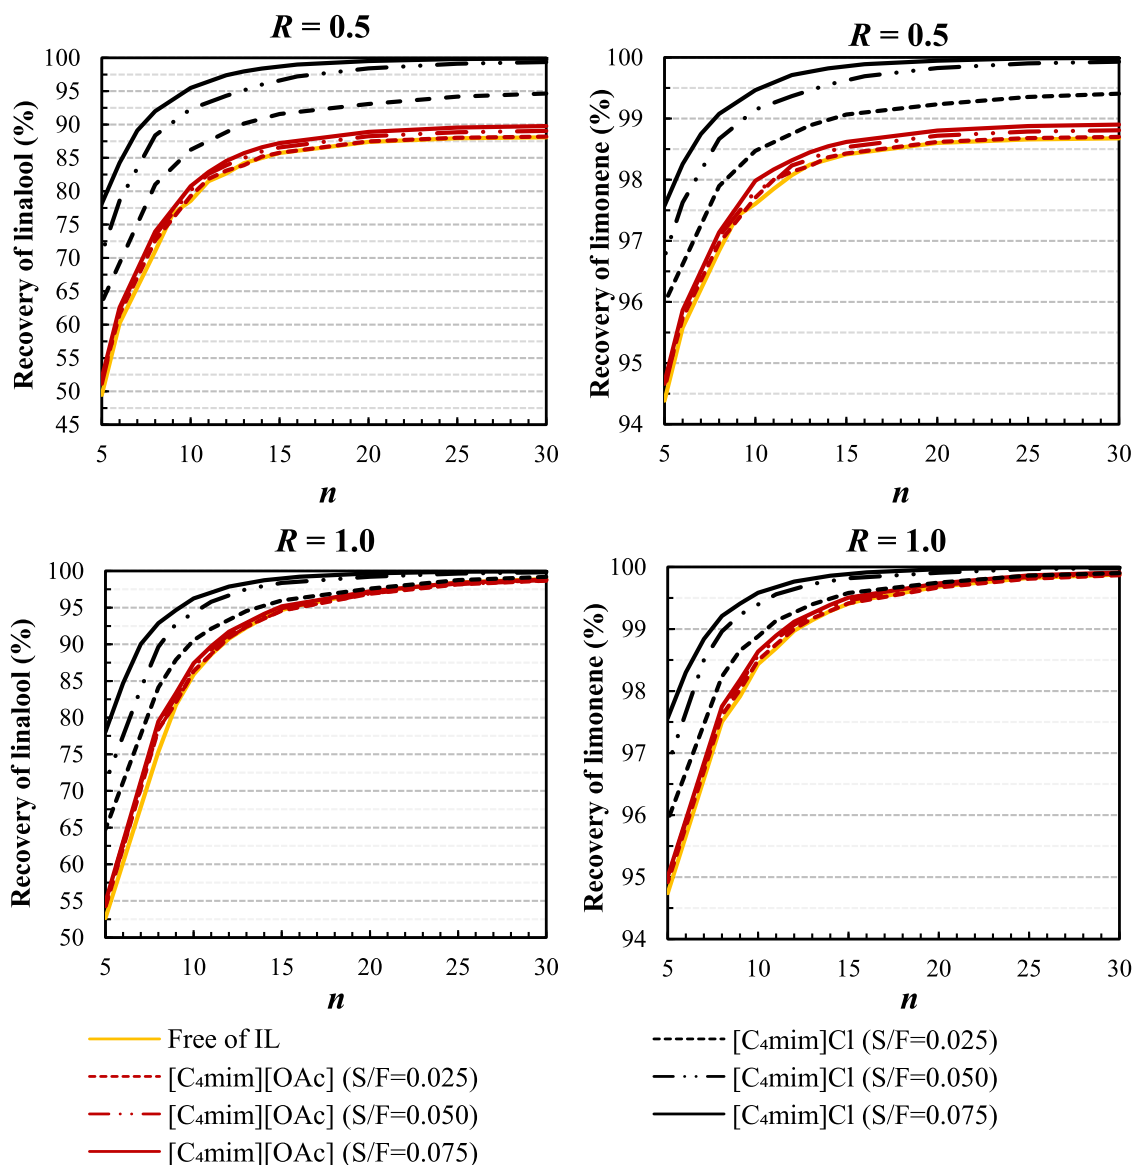 R = 0.5
Recovery of linalool (%)
100
95
90
85
80
75
70
65
60
55
50
45
5 10 15 20 25 30
n
R = 0.5
Recovery of limonene (%)
100
99
98
97
96
95
94
5 10 15 20 25 30
n
R = 1.0
Recovery of linalool (%)
100
95
90
85
80
75
70
65
60
55
50
5 10 15 20 25 30
n
R = 1.0
Recovery of limonene (%)
100
99
98
97
96
95
94
5 10 15 20 25 30
n
Free of IL
[C₄mim][OAc] (S/F=0.025)
[C₄mim][OAc] (S/F=0.050)
[C₄mim][OAc] (S/F=0.075)
[C₄mim]Cl (S/F=0.025)
[C₄mim]Cl (S/F=0.050)
[C₄mim]Cl (S/F=0.075)